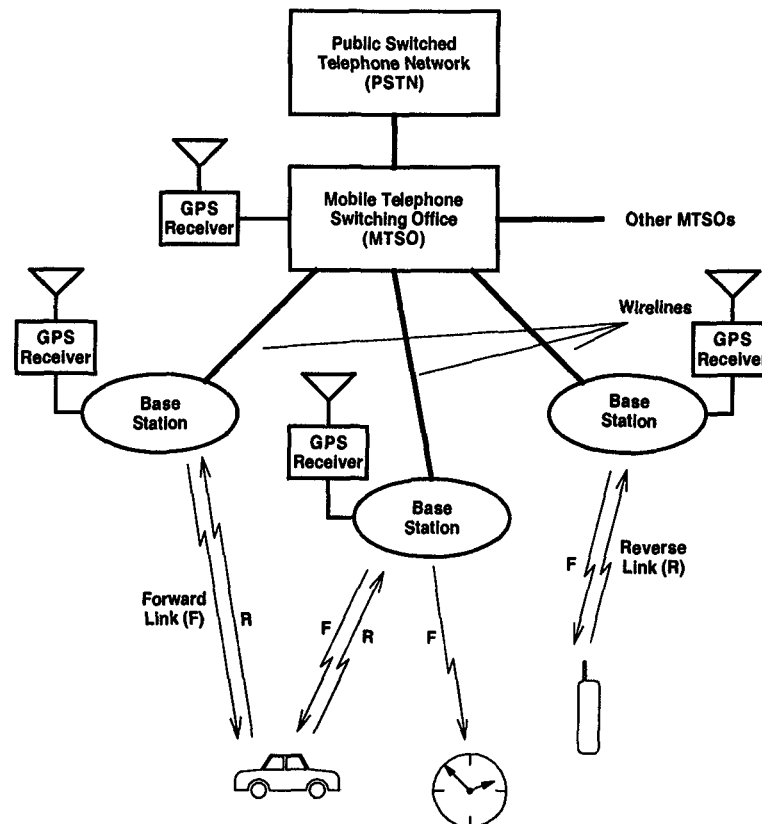 Public Switched
Telephone Network
(PSTN)
GPS
Receiver
Mobile Telephone
Switching Office
(MTSO)
Other MTSOs
GPS
Receiver
Wirelines
GPS
Receiver
Base
Station
GPS
Receiver
Base
Station
Base
Station
Forward
Link (F)
R
F
R
F
F
Reverse
Link (R)